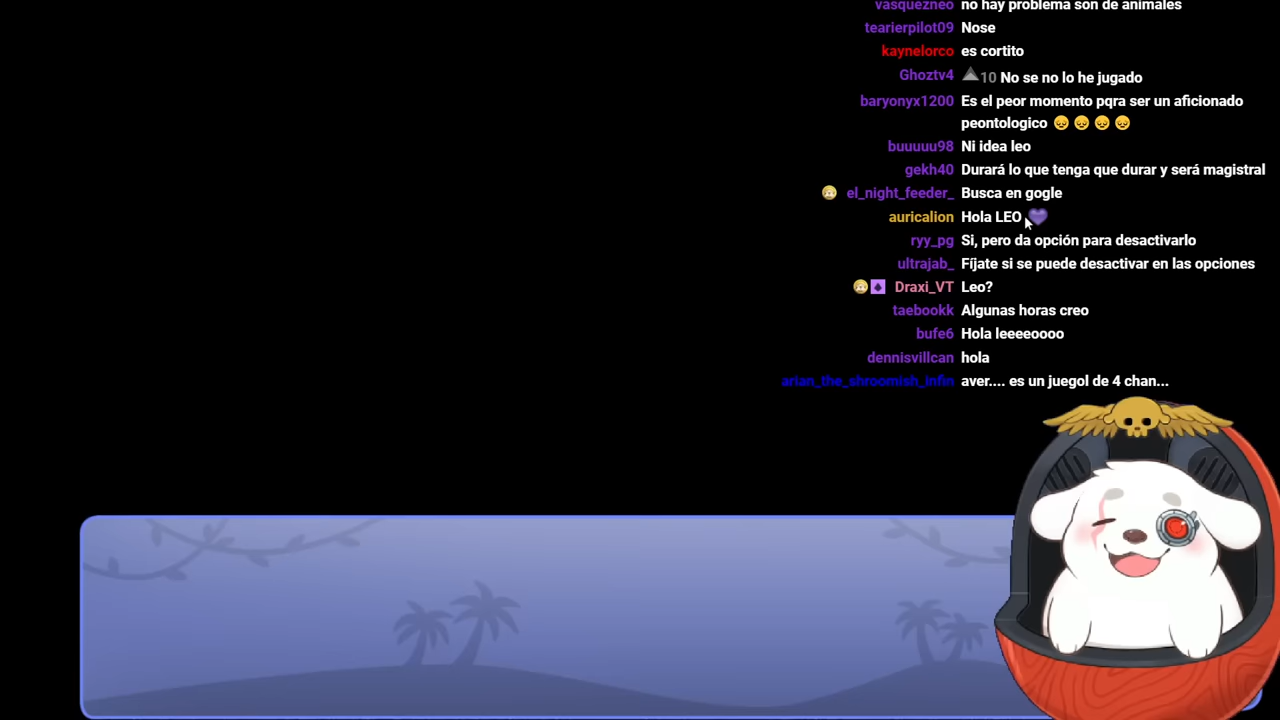 vasquezneo no hay problema son de animales
tearierpilot09 Nose
kaynelorco es cortito
Ghoztv4 10 No se no lo he jugado
baryonyx1200 Es el peor momento pqra ser un aficionado
peontologico 😞 😞 😞 😞
buuuuu98 Ni idea leo
gekh40 Durará lo que tenga que durar y será magistral
el_night_feeder_ Busca en gogle
auricalion Hola LEO 💜
ryy_pg Si, pero da opción para desactivarlo
ultrajab_ Fíjate si se puede desactivar en las opciones
Draxi_VT Leo?
taebookk Algunas horas creo
bufe6 Hola leeeeoooo
dennisvillcan hola
arian_the_shroomish_infin aver.... es un juegol de 4 chan...